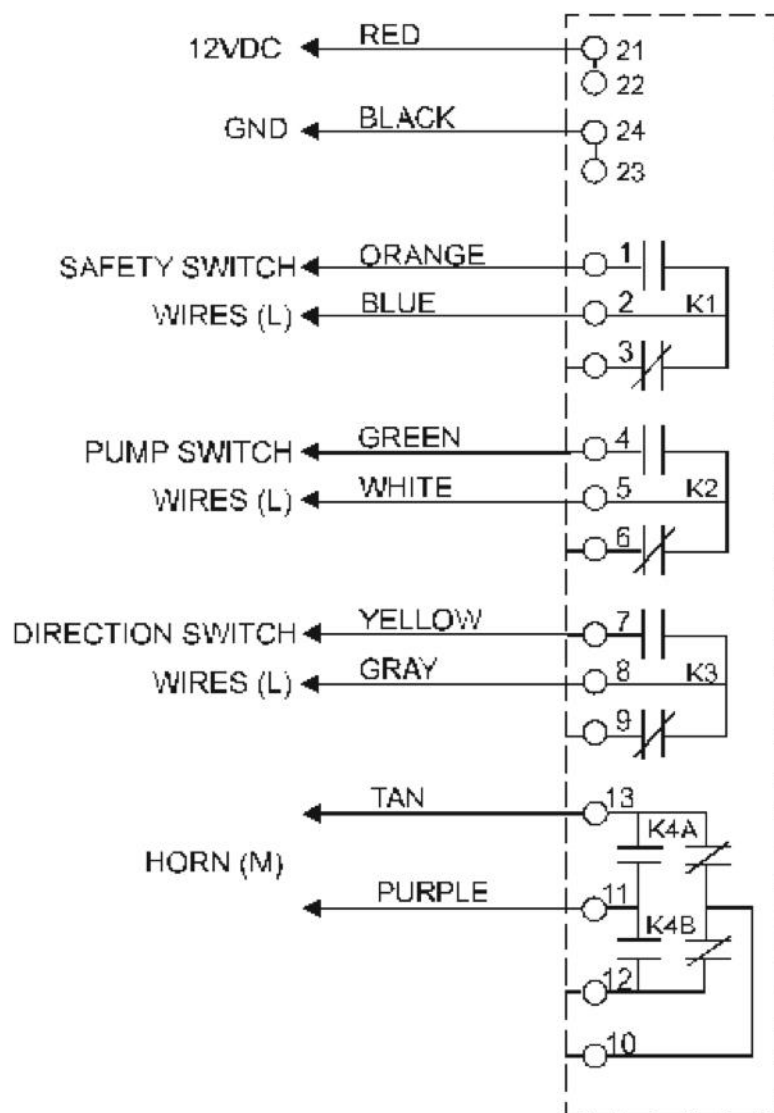 12VDC RED 21
22
GND BLACK 24
23
SAFETY SWITCH ORANGE 1
WIRES (L) BLUE 2 K1
3
PUMP SWITCH GREEN 4
WIRES (L) WHITE 5 K2
6
DIRECTION SWITCH YELLOW 7
WIRES (L) GRAY 8 K3
9
TAN 13
K4A
HORN (M)
PURPLE 11
K4B
12
10